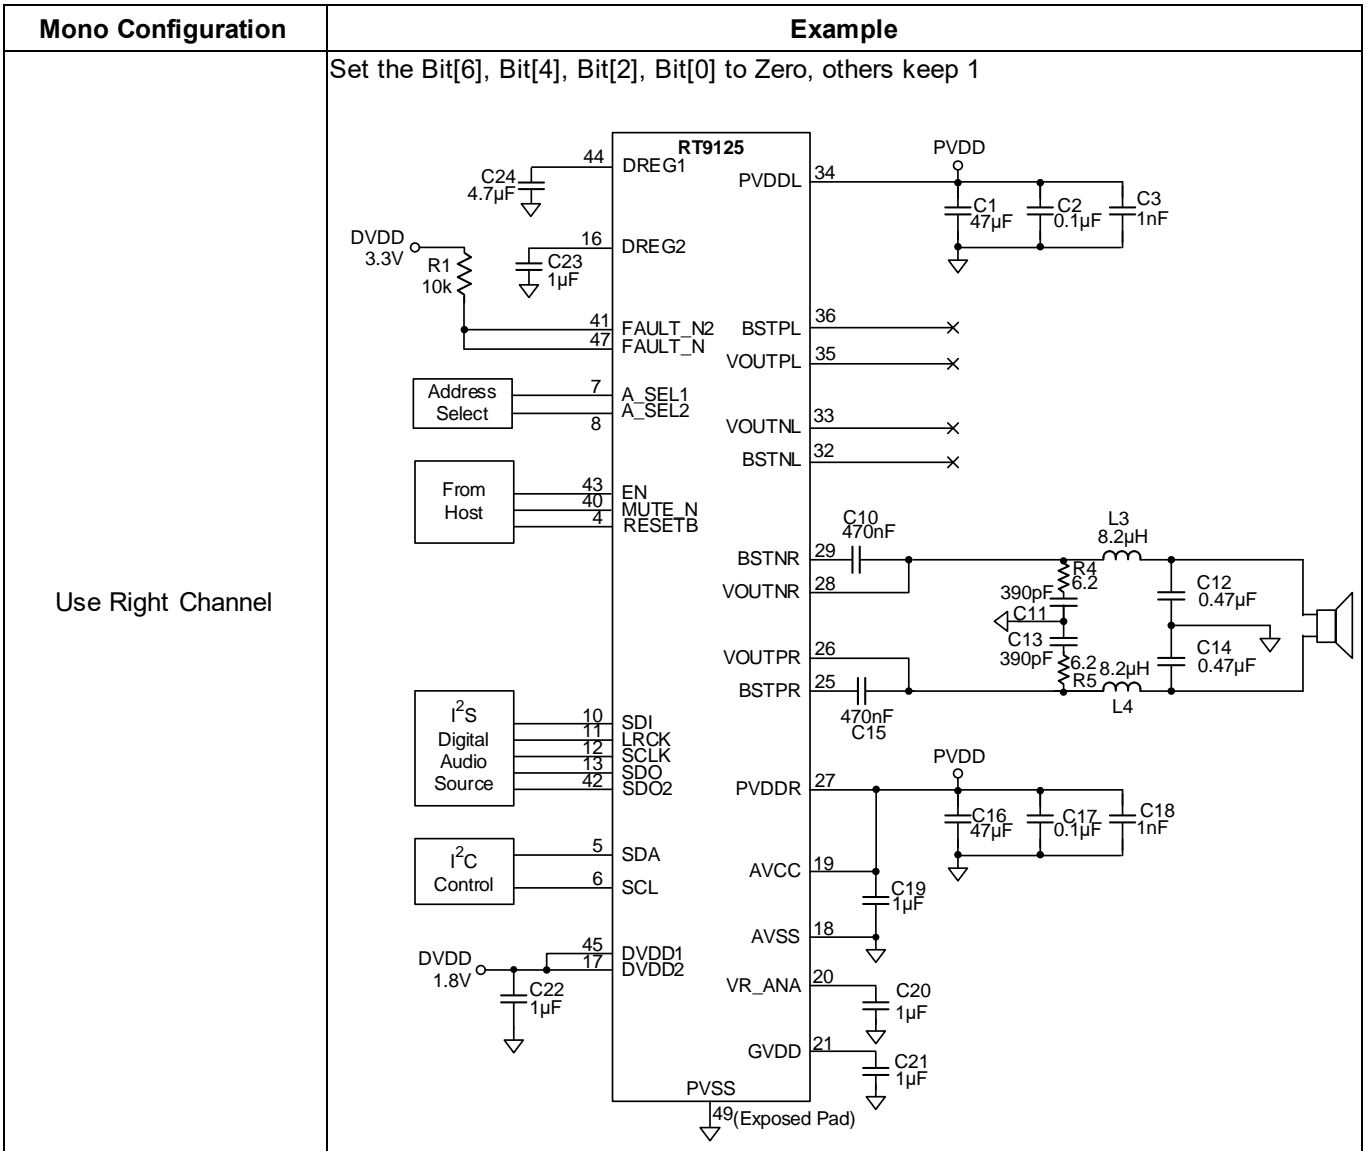 Mono Configuration
Example
Use Right Channel
Set the Bit[6], Bit[4], Bit[2], Bit[0] to Zero, others keep 1
RT9125
C24
4.7µF
44
DREG1
DVDD
3.3V
R1
10k
16
DREG2
C23
1µF
41
FAULT_N2
47
FAULT_N
Address
Select
7
A_SEL1
8
A_SEL2
From
Host
43
EN
40
MUTE_N
4
RESETB
I²S
Digital
Audio
Source
10
SDI
11
LRCK
12
SCLK
13
SDO
42
SDO2
I²C
Control
5
SDA
6
SCL
DVDD
1.8V
45
DVDD1
17
DVDD2
C22
1µF
PVDD
PVDDL
34
C1
47µF
C2
0.1µF
C3
1nF
BSTPL
36
VOUTPL
35
VOUTNL
33
BSTNL
32
BSTNR
29
C10
470nF
VOUTNR
28
L3
8.2µH
R4
6.2
390pF
C11
C12
0.47µF
C13
390pF
6.2
R5
8.2µH
L4
C14
0.47µF
VOUTPR
26
BSTPR
25
470nF
C15
PVDD
PVDDR
27
C16
47µF
C17
0.1µF
C18
1nF
AVCC
19
C19
1µF
AVSS
18
VR_ANA
20
C20
1µF
GVDD
21
C21
1µF
PVSS
49(Exposed Pad)